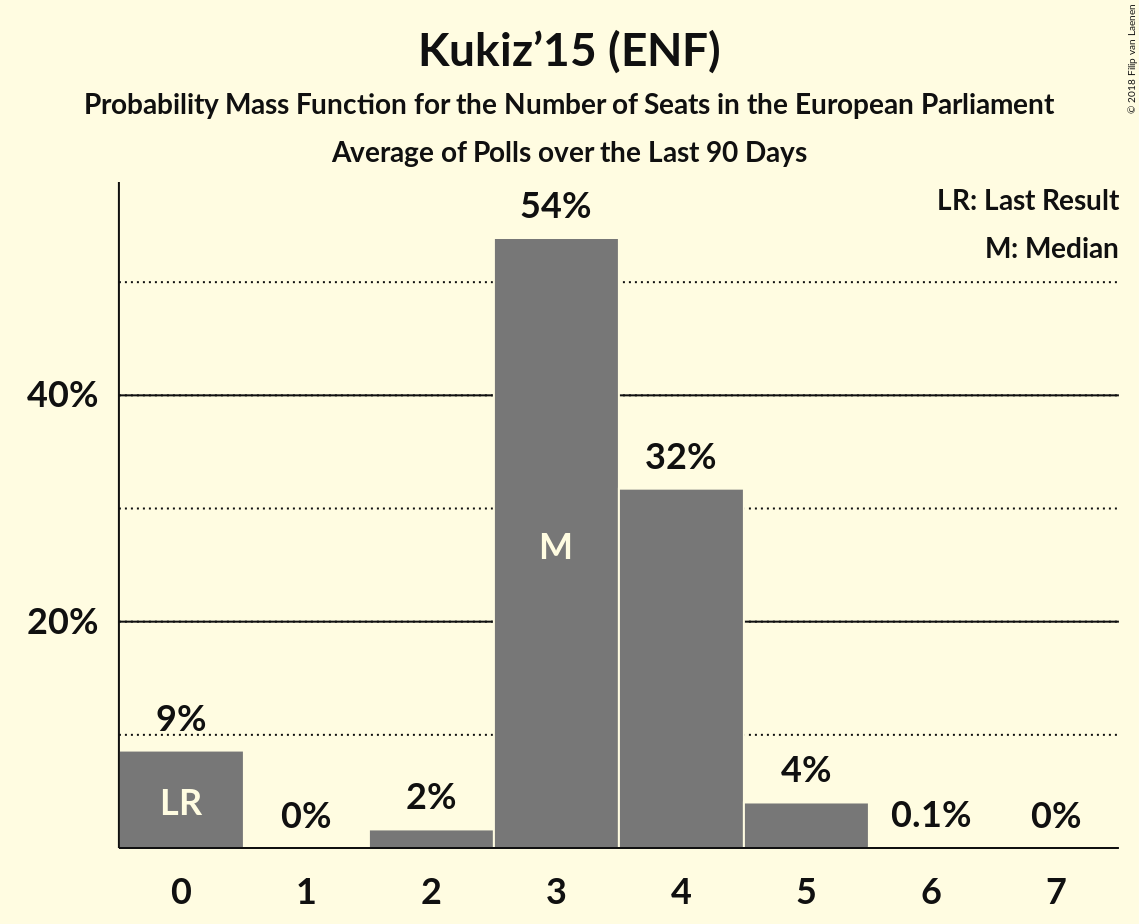 Kukiz’15 (ENF)
Probability Mass Function for the Number of Seats in the European Parliament
Average of Polls over the Last 90 Days
© 2018 Filip van Laenen
LR: Last Result
M: Median
54%
40%
32%
M
20%
9%
LR
0%
2%
4%
0.1%
0%
0 1 2 3 4 5 6 7